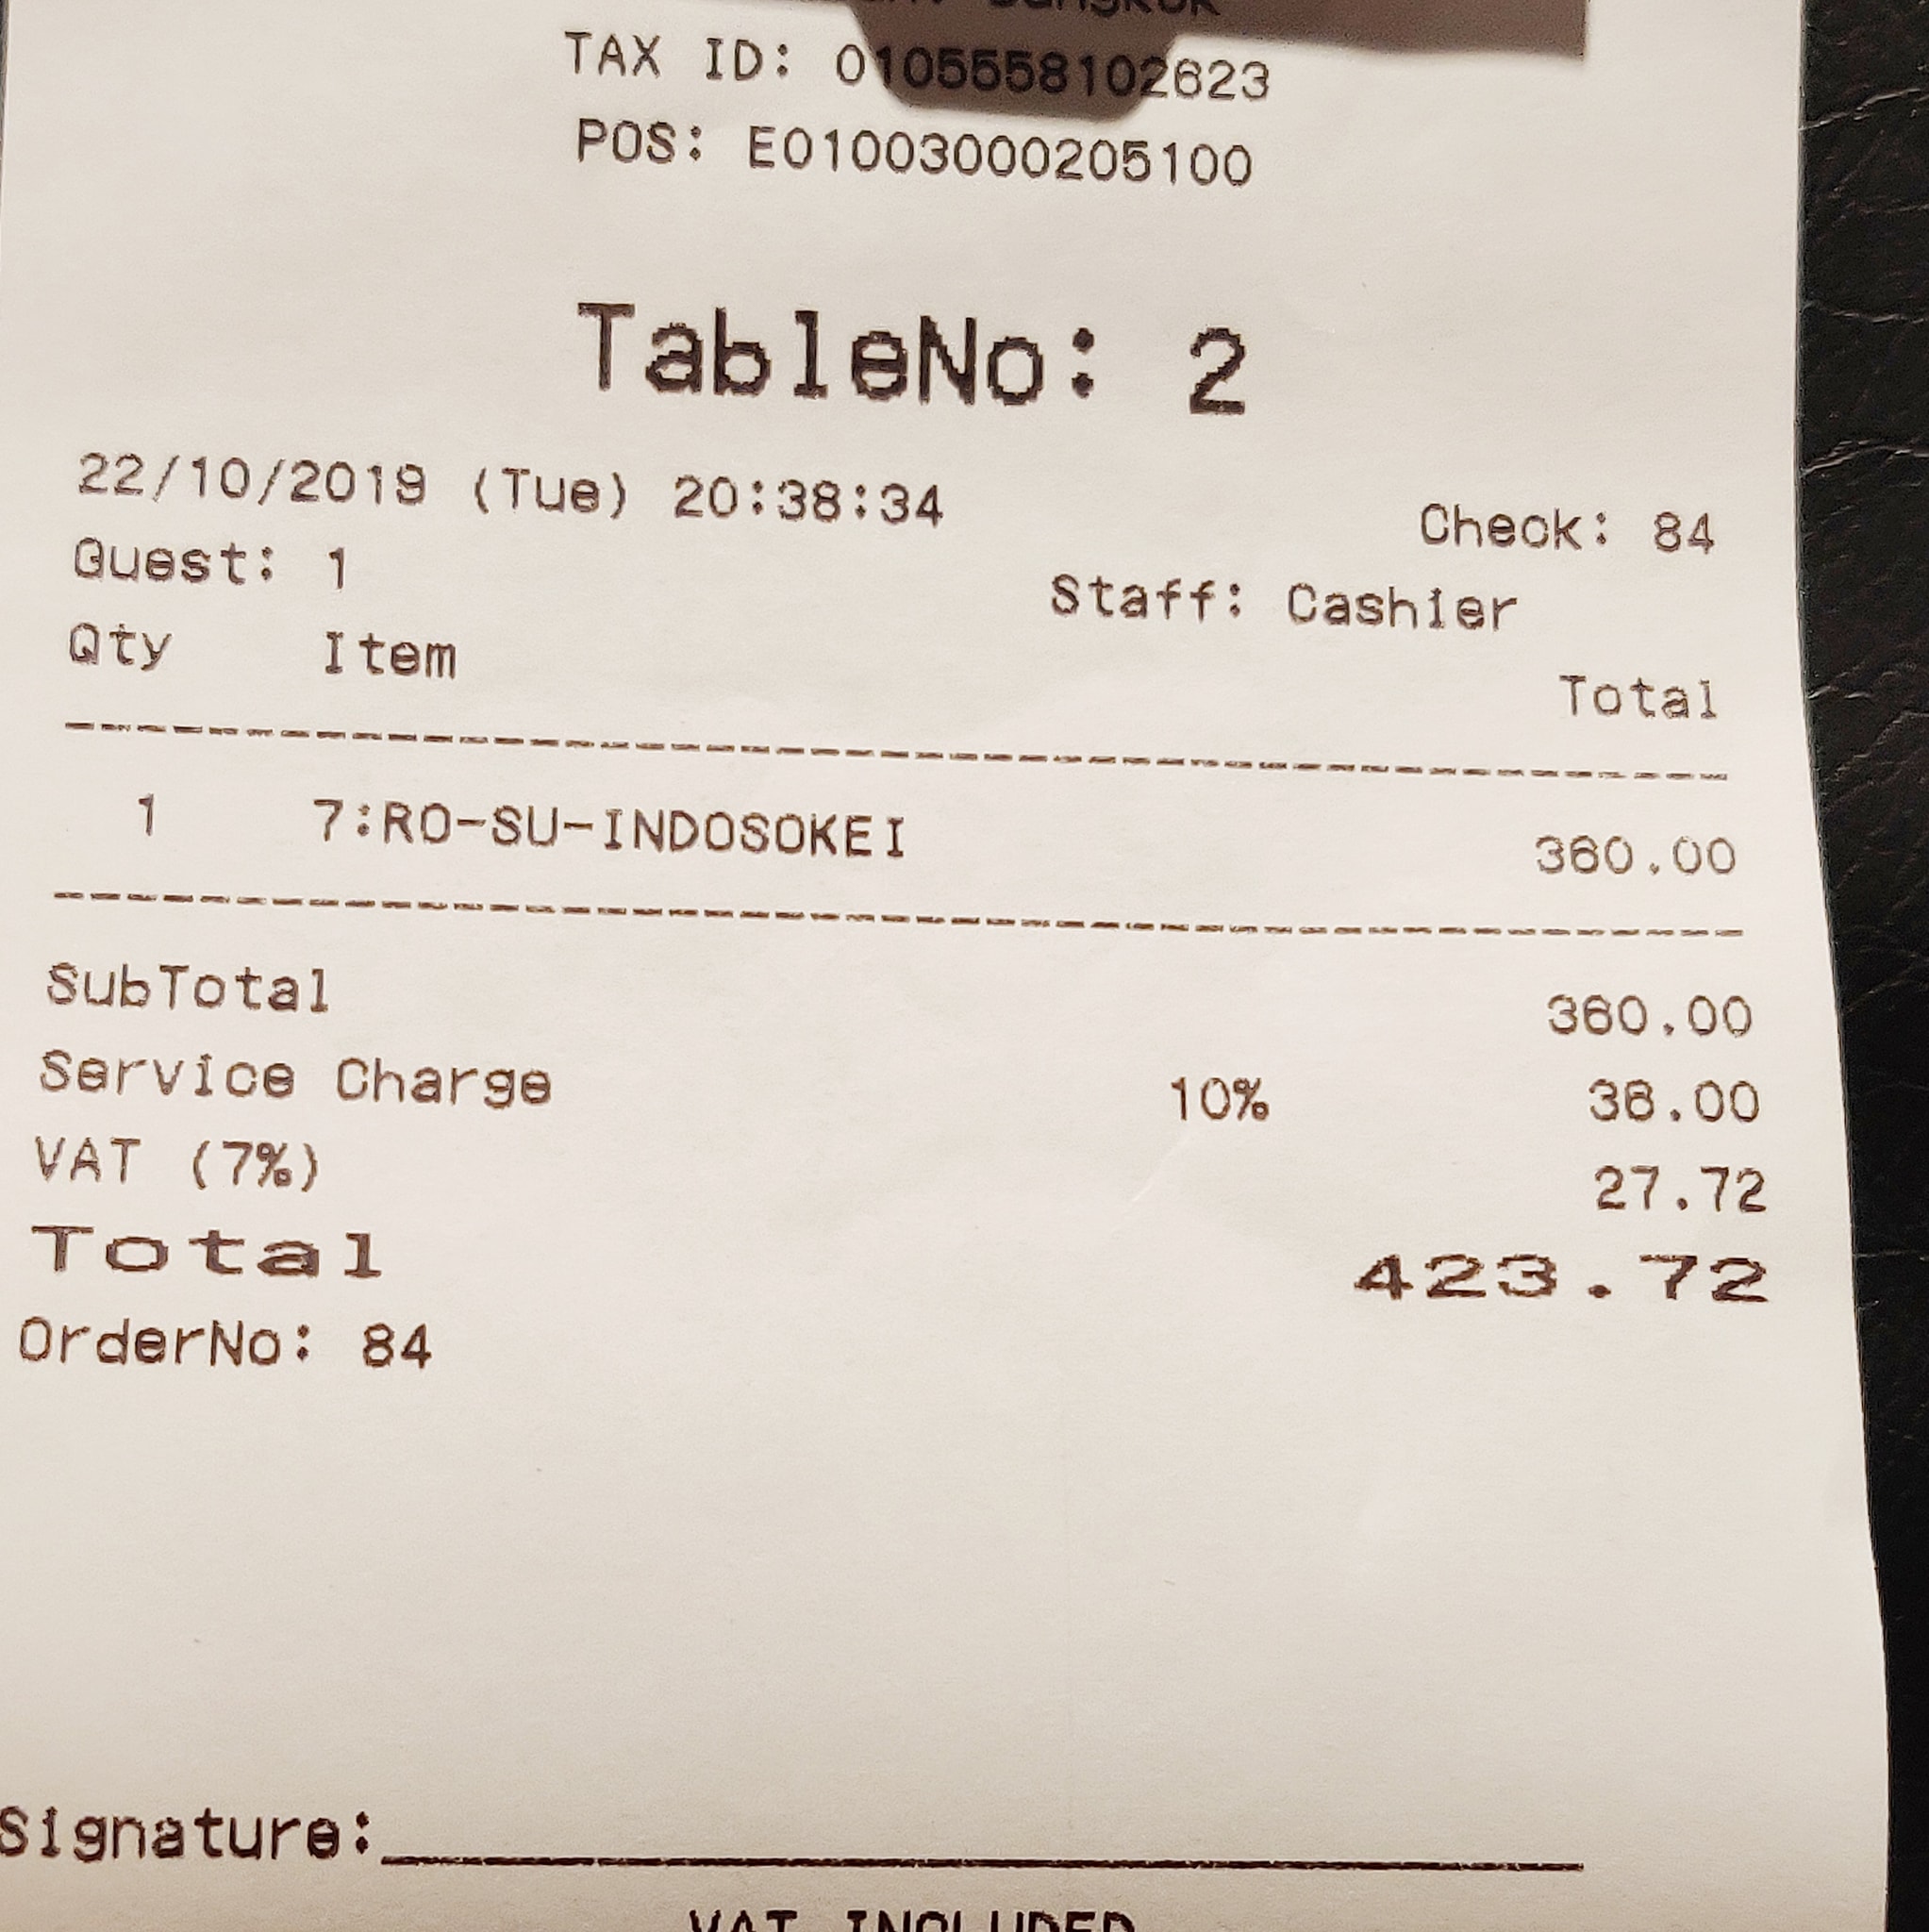 Bangkok
TAX ID: 0105558102623
POS: E01003000205100
TableNo: 2
22/10/2019 (Tue) 20:38:34 Check: 84
Guest: 1 Staff: Cashier
Qty Item Total
1 7:RO-SU-INDOSOKEI 360.00
SubTotal 360.00
Service Charge 10% 36.00
VAT (7%) 27.72
Total 423.72
OrderNo: 84
Signature:
VAT INCLUDED